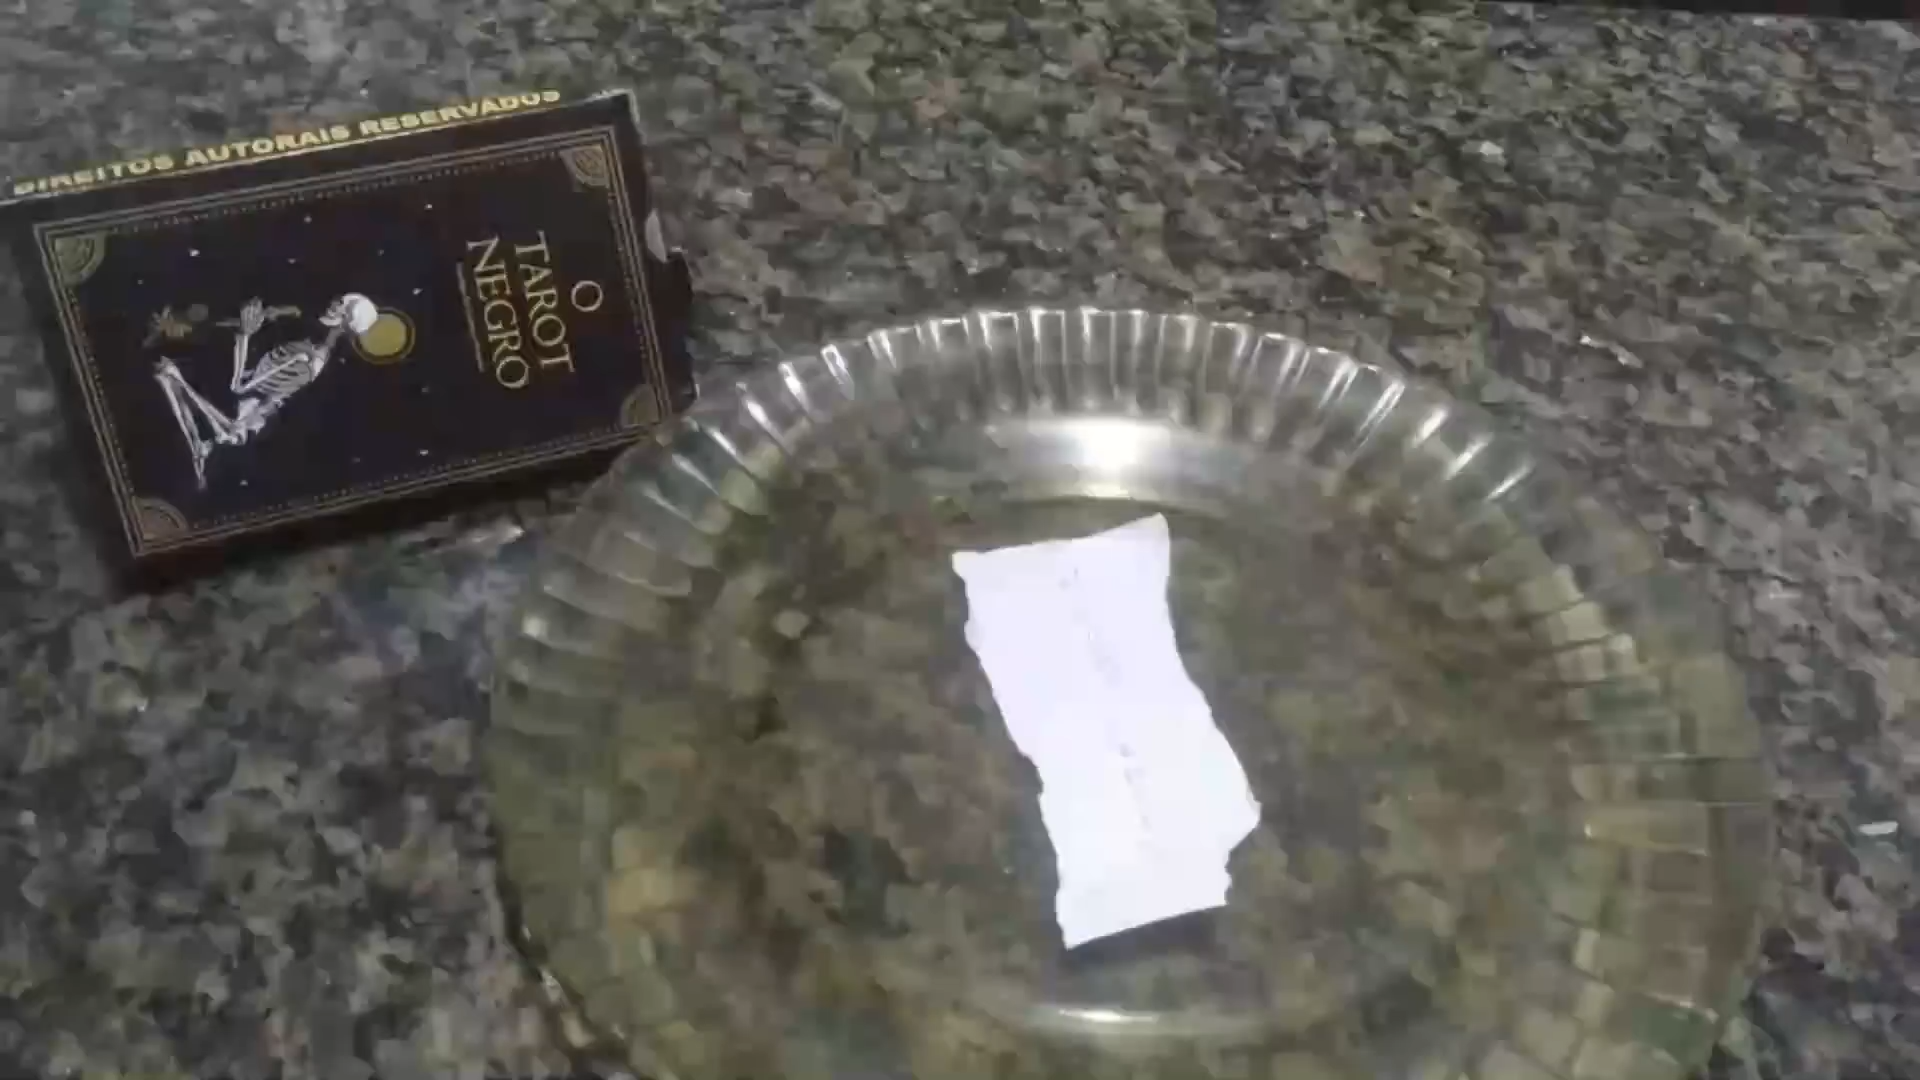 DIREITOS AUTORAIS RESERVADOS
O
TAROT
NEGRO